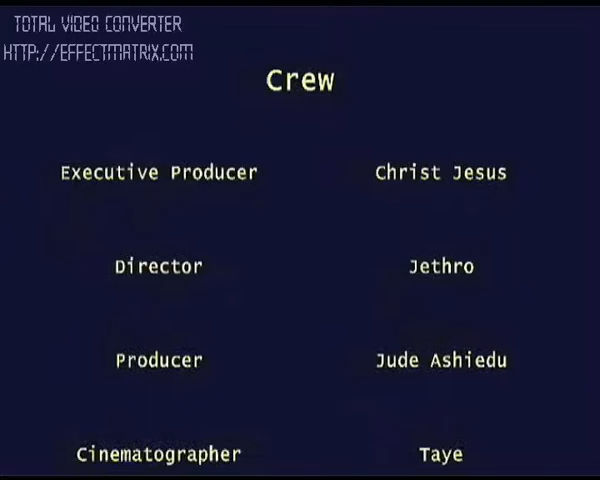 TOTAL VIDEO CONVERTER
HTTP://EFFECTMATRIX.COM
Crew
Executive Producer Christ Jesus
Director Jethro
Producer Jude Ashiedu
Cinematographer Taye